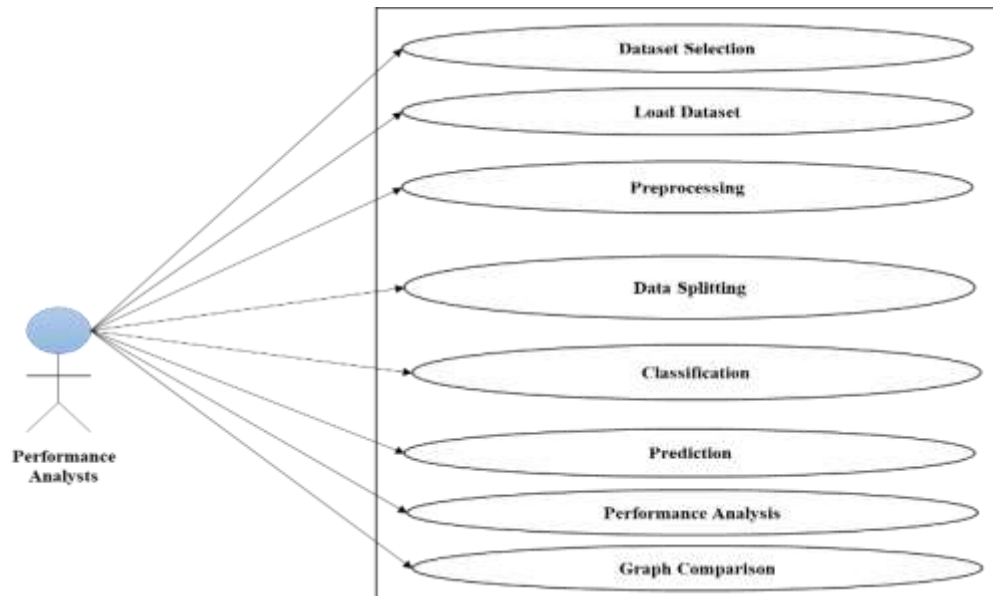 Dataset Selection
Load Dataset
Preprocessing
Data Splitting
Classification
Prediction
Performance Analysis
Graph Comparison
Performance
Analysts